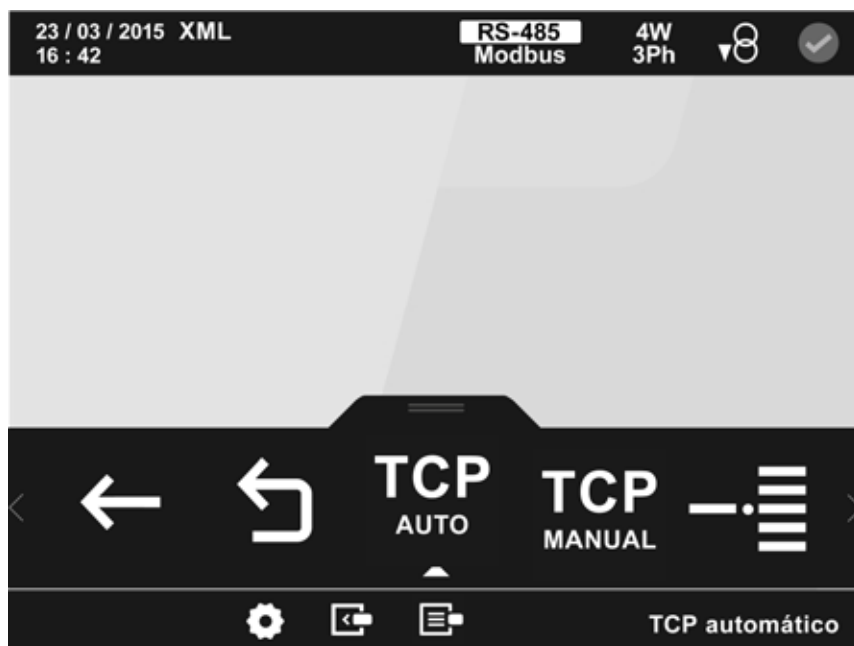 23 / 03 / 2015 XML
16 : 42
RS-485
Modbus
4W
3Ph
TCP
AUTO
TCP
MANUAL
TCP automático